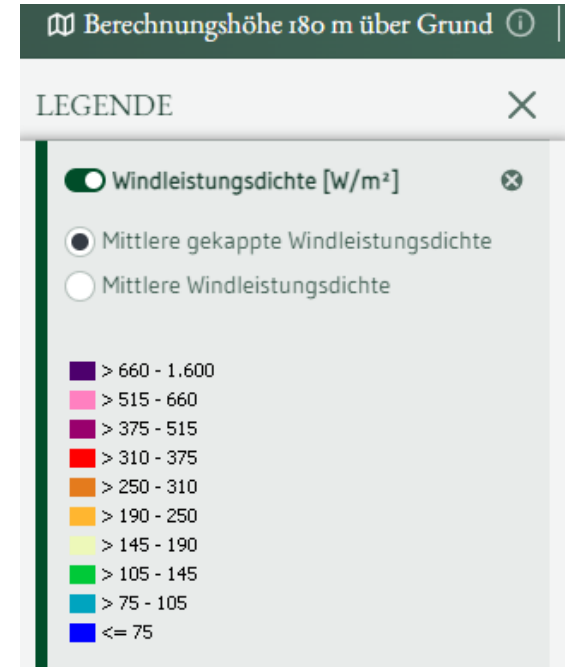 Berechnungshöhe 180 m über Grund
LEGENDE
Windleistungsdichte [W/m²]
Mittlere gekappte Windleistungsdichte
Mittlere Windleistungsdichte
> 660 - 1.600
> 515 - 660
> 375 - 515
> 310 - 375
> 250 - 310
> 190 - 250
> 145 - 190
> 105 - 145
> 75 - 105
<= 75